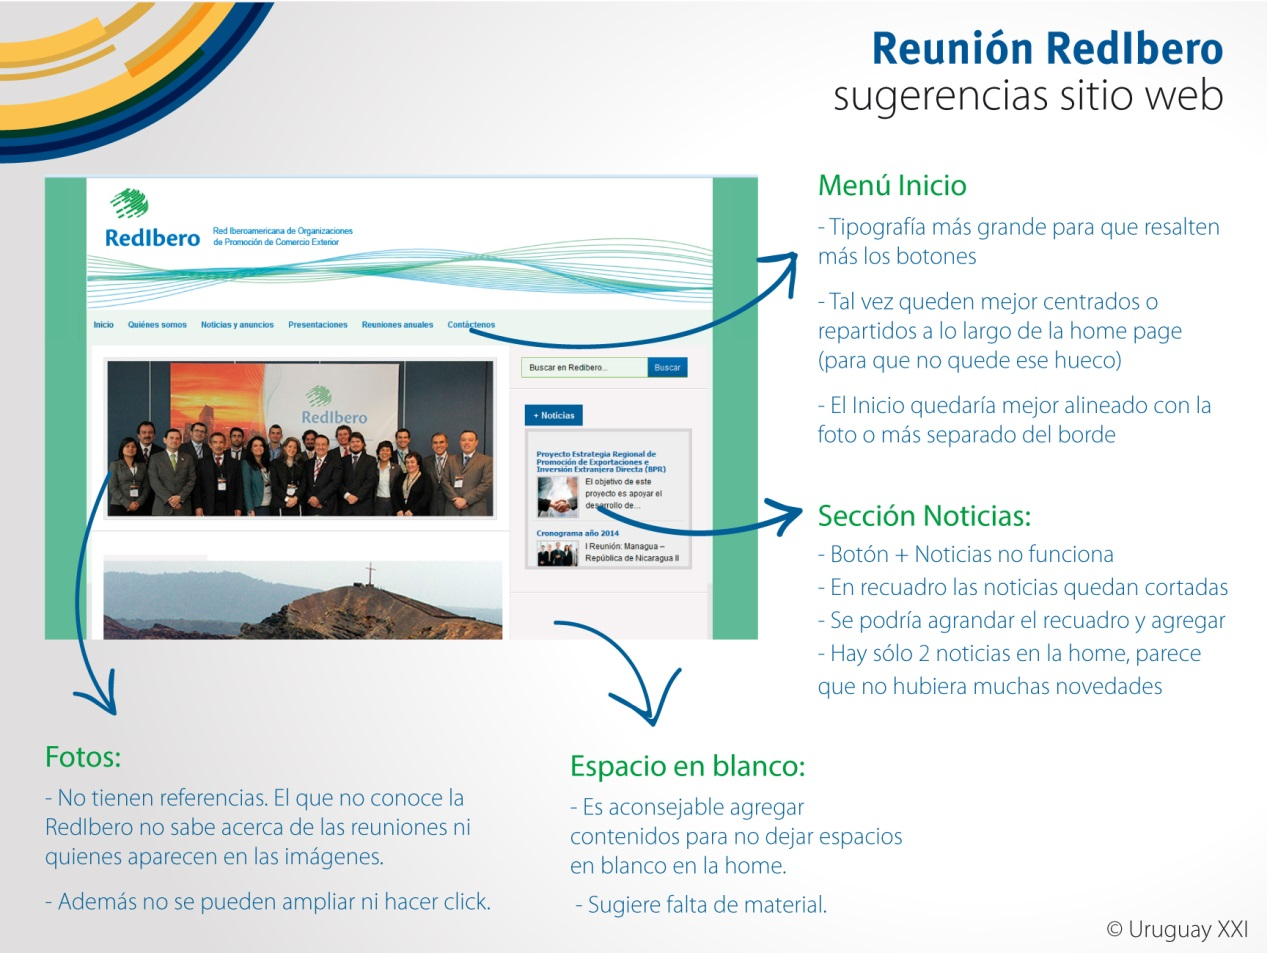 Reunión RedIbero
sugerencias sitio web
RedIbero
Red Iberoamericana de Organizaciones
de Promoción de Comercio Exterior
Inicio Quiénes somos Noticias y anuncios Presentaciones Reuniones anuales Contáctenos
RedIbero
Buscar en Redibero... Buscar
+ Noticias
Proyecto Estrategia Regional de
Promoción de Exportaciones e
Inversión Extranjera Directa (BPR)
El objetivo de este
proyecto es apoyar el
desarrollo de...
Cronograma año 2014
I Reunión: Managua –
República de Nicaragua II
Menú Inicio
- Tipografía más grande para que resalten
más los botones
- Tal vez queden mejor centrados o
repartidos a lo largo de la home page
(para que no quede ese hueco)
- El Inicio quedaría mejor alineado con la
foto o más separado del borde
Sección Noticias:
- Botón + Noticias no funciona
- En recuadro las noticias quedan cortadas
- Se podría agrandar el recuadro y agregar
- Hay sólo 2 noticias en la home, parece
que no hubiera muchas novedades
Fotos:
- No tienen referencias. El que no conoce la
RedIbero no sabe acerca de las reuniones ni
quienes aparecen en las imágenes.
- Además no se pueden ampliar ni hacer click.
Espacio en blanco:
- Es aconsejable agregar
contenidos para no dejar espacios
en blanco en la home.
- Sugiere falta de material.
© Uruguay XXI